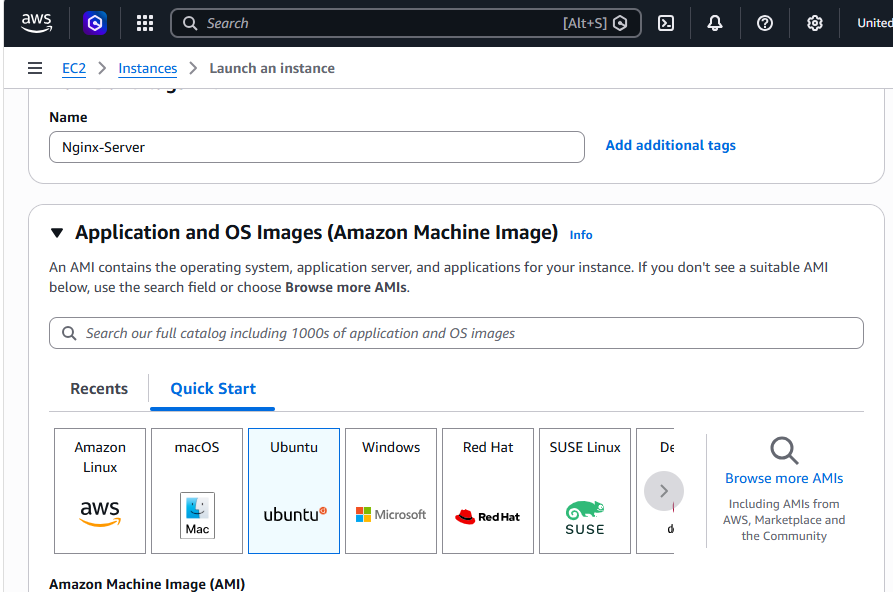 aws
Search
[Alt+S]
United
EC2
Instances
Launch an instance
Name
Nginx-Server
Add additional tags
Application and OS Images (Amazon Machine Image)
Info
An AMI contains the operating system, application server, and applications for your instance. If you don't see a suitable AMI
below, use the search field or choose Browse more AMIs.
Search our full catalog including 1000s of application and OS images
Recents
Quick Start
Amazon
Linux
aws
macOS
Mac
Ubuntu
ubuntu
Windows
Microsoft
Red Hat
Red Hat
SUSE Linux
SUSE
De
Browse more AMIs
Including AMIs from
AWS, Marketplace and
the Community
Amazon Machine Image (AMI)